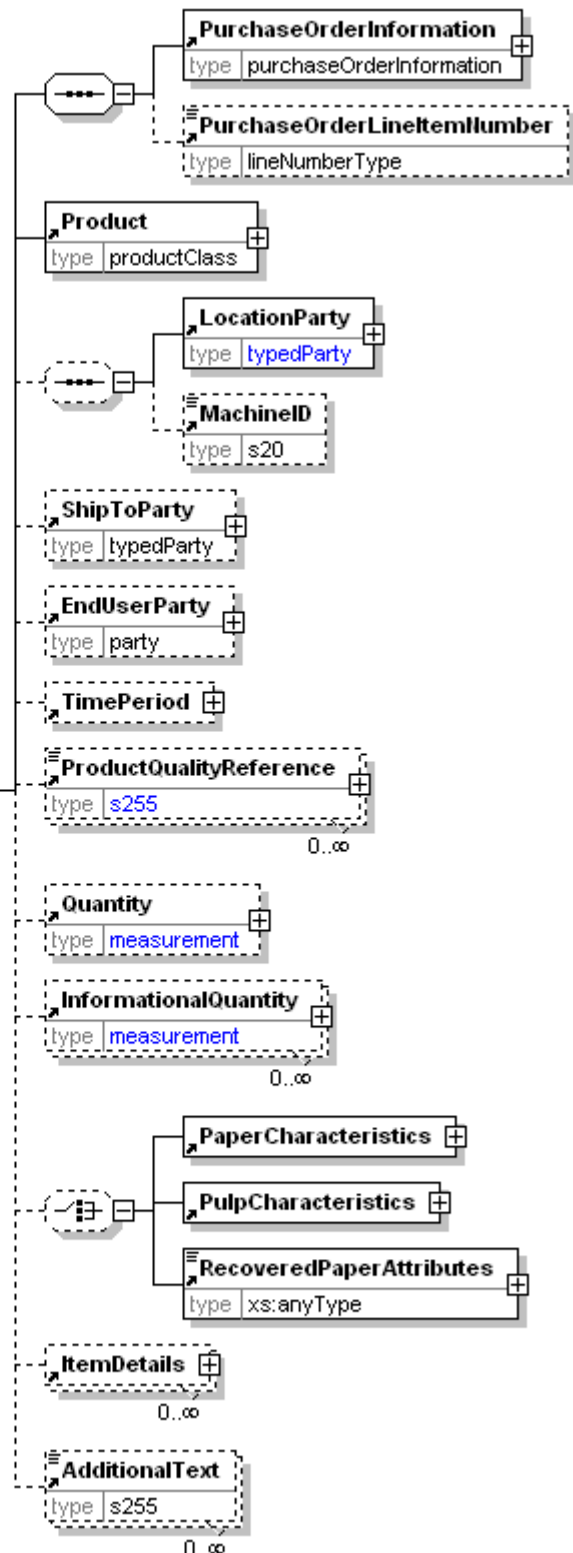 PurchaseOrderInformation
type purchaseOrderInformation
PurchaseOrderLineItemNumber
type lineNumberType
Product
type productClass
LocationParty
type typedParty
MachineID
type s20
ShipToParty
type typedParty
EndUserParty
type party
TimePeriod
ProductQualityReference
type s255
0..∞
Quantity
type measurement
InformationalQuantity
type measurement
0..∞
PaperCharacteristics
PulpCharacteristics
RecoveredPaperAttributes
type xs:anyType
ItemDetails
0..∞
AdditionalText
type s255
0..∞